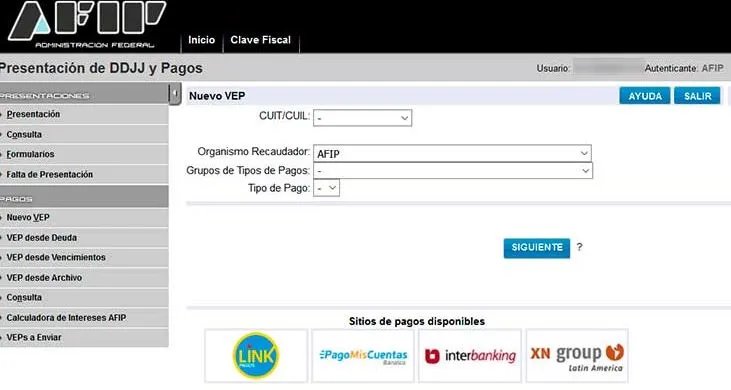 AFIP
ADMINISTRACION FEDERAL
Inicio
Clave Fiscal
Presentación de DDJJ y Pagos
Usuario:
Autenticante: AFIP
PRESENTACIONES
Presentación
Consulta
Formularios
Falta de Presentación
PAGOS
Nuevo VEP
VEP desde Deuda
VEP desde Vencimientos
VEP desde Archivo
Consulta
Calculadora de Intereses AFIP
VEPs a Enviar
Nuevo VEP
AYUDA
SALIR
CUIT/CUIL: -
Organismo Recaudador: AFIP
Grupos de Tipos de Pagos: -
Tipo de Pago: -
SIGUIENTE ?
Sitios de pagos disponibles
LINK
PAGOS
PagoMisCuentas
Banelco
interbanking
XN group
Latin America